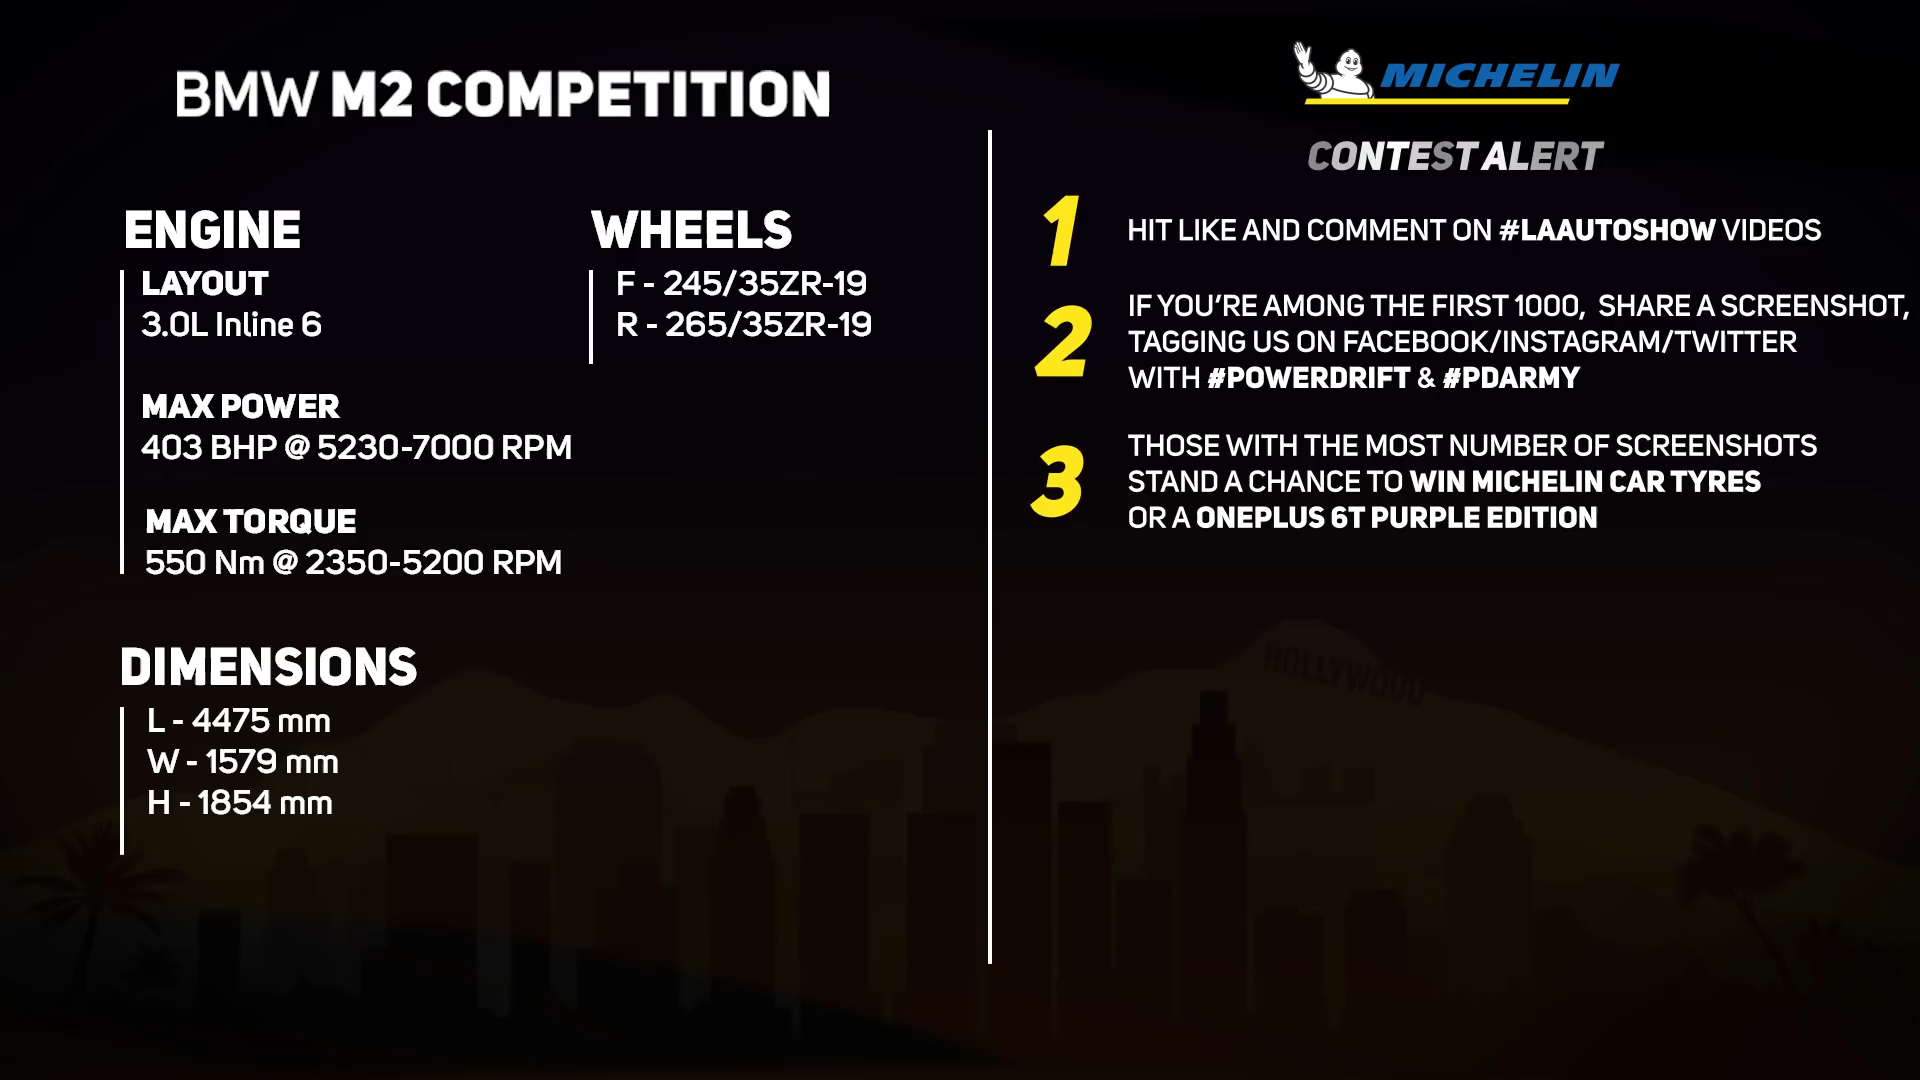 BMW M2 COMPETITION
ENGINE
LAYOUT
3.0L Inline 6
MAX POWER
403 BHP @ 5230-7000 RPM
MAX TORQUE
550 Nm @ 2350-5200 RPM
WHEELS
F - 245/35ZR-19
R - 265/35ZR-19
DIMENSIONS
L - 4475 mm
W - 1579 mm
H - 1854 mm
MICHELIN
CONTEST ALERT
1 HIT LIKE AND COMMENT ON #LAAUTOSHOW VIDEOS
2 IF YOU'RE AMONG THE FIRST 1000, SHARE A SCREENSHOT,
TAGGING US ON FACEBOOK/INSTAGRAM/TWITTER
WITH #POWERDRIFT & #PDARMY
3 THOSE WITH THE MOST NUMBER OF SCREENSHOTS
STAND A CHANCE TO WIN MICHELIN CAR TYRES
OR A ONEPLUS 6T PURPLE EDITION
HOLLYWOOD